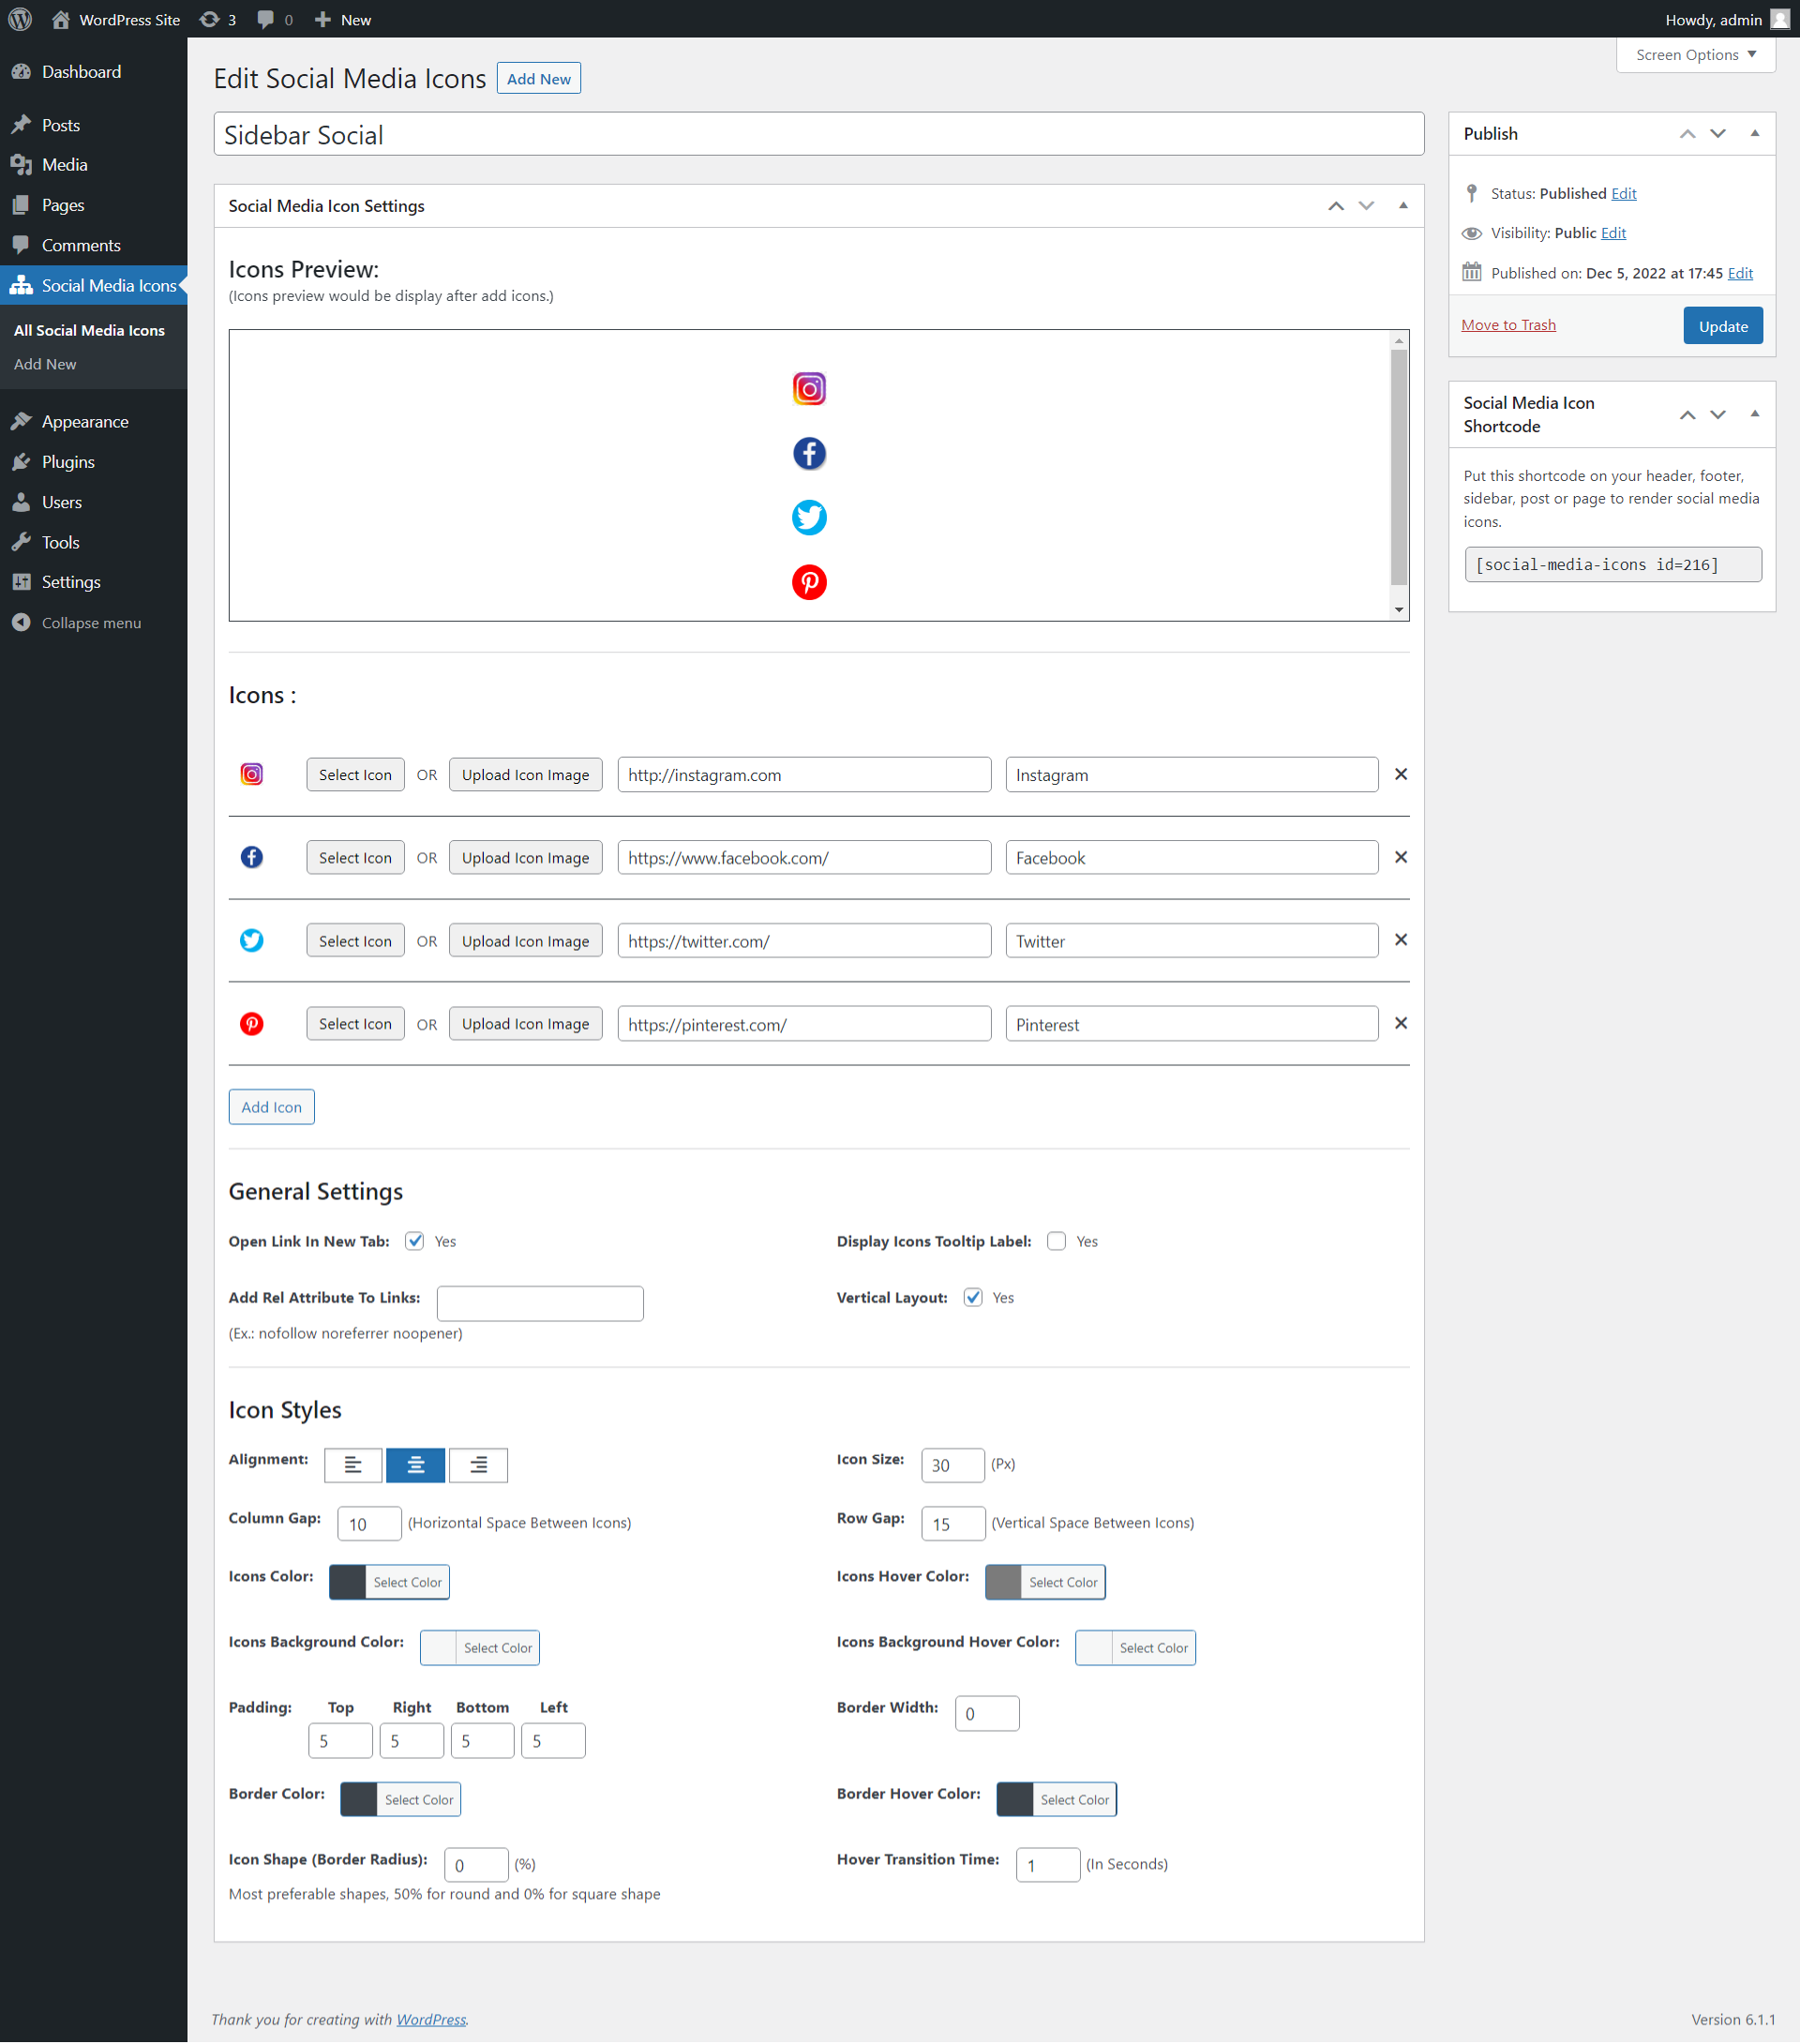 WordPress Site 3 0 New Howdy, admin
Dashboard
Posts
Media
Pages
Comments
Social Media Icons
All Social Media Icons
Add New
Appearance
Plugins
Users
Tools
Settings
Collapse menu
Screen Options
Edit Social Media Icons Add New
Sidebar Social
Social Media Icon Settings
Icons Preview:
(Icons preview would be display after add icons.)
Icons :
Select Icon OR Upload Icon Image http://instagram.com Instagram ✕
Select Icon OR Upload Icon Image https://www.facebook.com/ Facebook ✕
Select Icon OR Upload Icon Image https://twitter.com/ Twitter ✕
Select Icon OR Upload Icon Image https://pinterest.com/ Pinterest ✕
Add Icon
General Settings
Open Link In New Tab: Yes Display Icons Tooltip Label: Yes
Add Rel Attribute To Links: Vertical Layout: Yes
(Ex.: nofollow noreferrer noopener)
Icon Styles
Alignment: Icon Size: 30 (Px)
Column Gap: 10 (Horizontal Space Between Icons) Row Gap: 15 (Vertical Space Between Icons)
Icons Color: Select Color Icons Hover Color: Select Color
Icons Background Color: Select Color Icons Background Hover Color: Select Color
Padding: Top Right Bottom Left Border Width: 0
5 5 5 5
Border Color: Select Color Border Hover Color: Select Color
Icon Shape (Border Radius): 0 (%) Hover Transition Time: 1 (In Seconds)
Most preferable shapes, 50% for round and 0% for square shape
Publish
Status: Published Edit
Visibility: Public Edit
Published on: Dec 5, 2022 at 17:45 Edit
Move to Trash Update
Social Media Icon
Shortcode
Put this shortcode on your header, footer,
sidebar, post or page to render social media
icons.
[social-media-icons id=216]
Thank you for creating with WordPress. Version 6.1.1